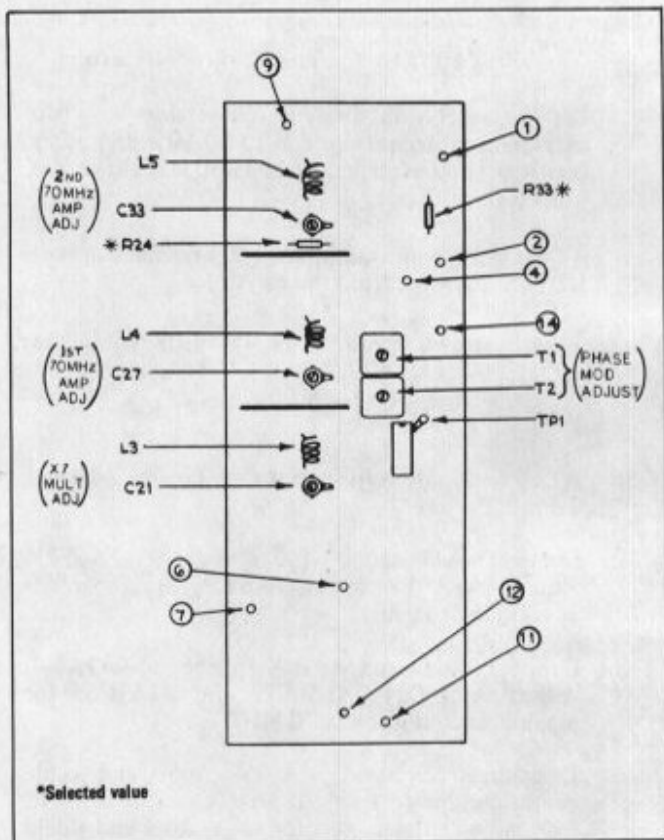 9
1
L5
(2ND 70MHz AMP ADJ)
R33*
C33
*R24
2
4
14
L4
(1ST 70MHz AMP ADJ)
T1
(PHASE MOD ADJUST)
C27
T2
TP1
L3
(X7 MULT ADJ)
C21
6
12
7
11
*Selected value